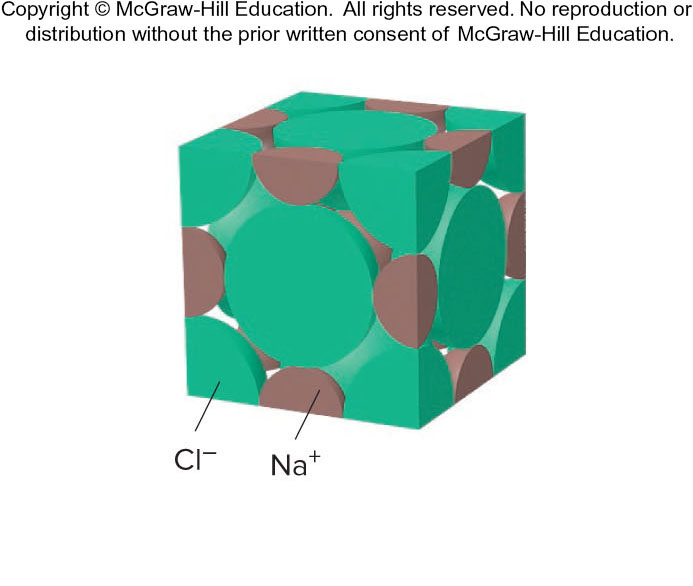 Copyright © McGraw-Hill Education. All rights reserved. No reproduction or
distribution without the prior written consent of McGraw-Hill Education.
Cl⁻
Na⁺